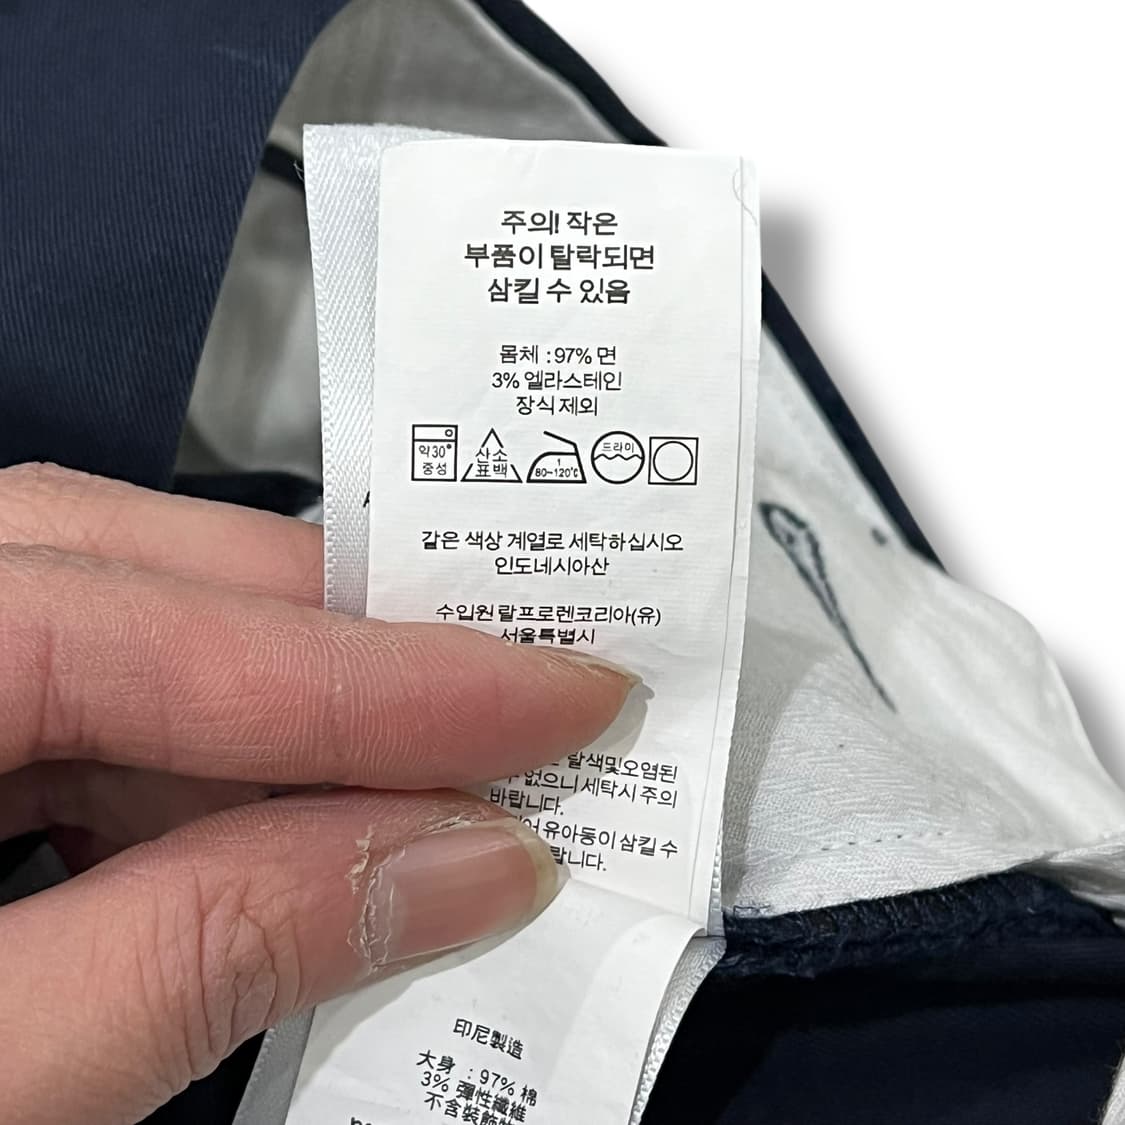 주의! 작은
부품이 탈락되면
삼킬 수 있음
몸체 : 97% 면
3% 엘라스테인
장식 제외
약30°
중성
산소
표백
1
80~120℃
드라이
같은 색상 계열로 세탁하십시오
인도네시아산
수입원 랄프로렌코리아(유)
서울특별시
탈색및오염된
없으니 세탁시 주의
바랍니다.
유아동이 삼킬 수
랍니다.
印尼製造
大身 : 97% 棉
3% 彈性纖維
不含裝飾物